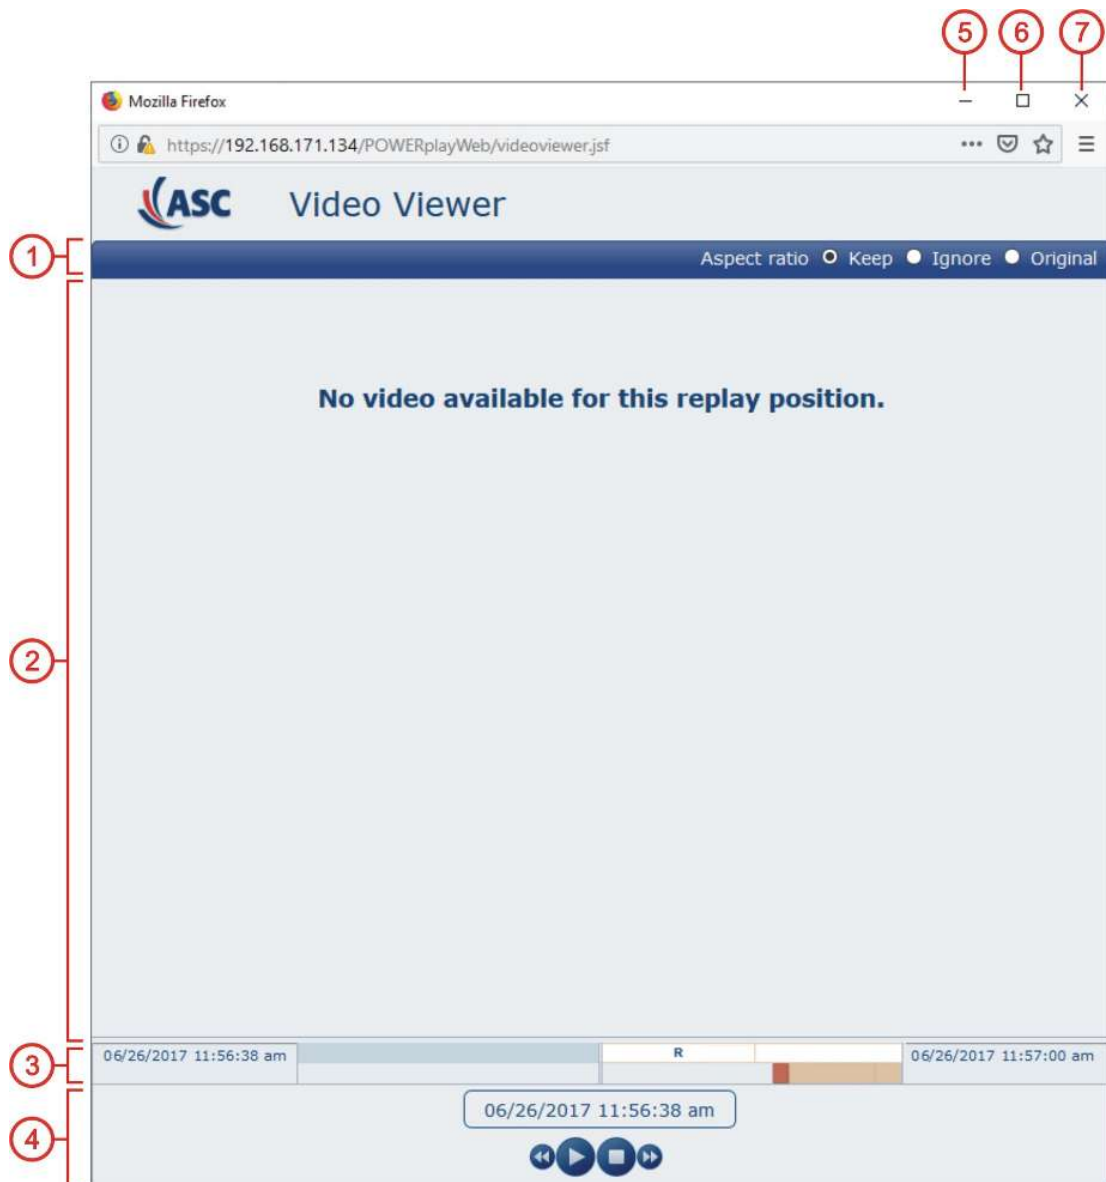 5 6 7
Mozilla Firefox
https://192.168.171.134/POWERplayWeb/videoviewer.jsf
ASC Video Viewer
1
Aspect ratio Keep Ignore Original
No video available for this replay position.
2
3
06/26/2017 11:56:38 am R 06/26/2017 11:57:00 am
4
06/26/2017 11:56:38 am